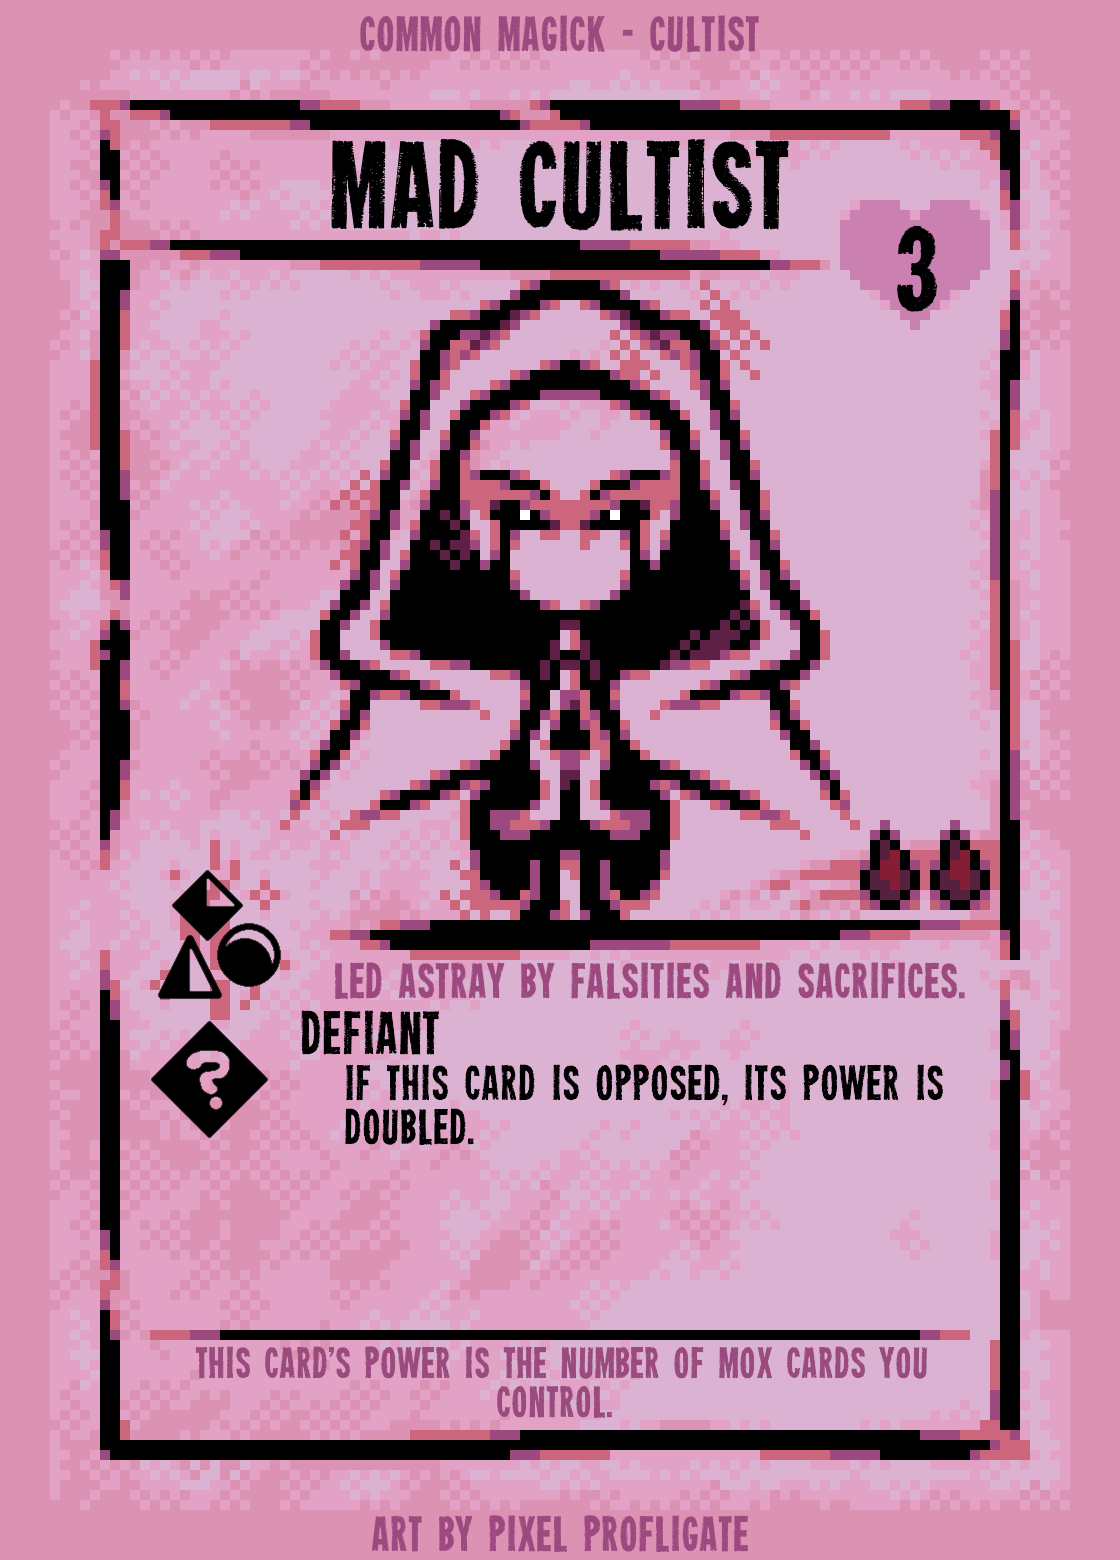 COMMON MAGICK - CULTIST
MAD CULTIST
3
LED ASTRAY BY FALSITIES AND SACRIFICES.
DEFIANT
?
IF THIS CARD IS OPPOSED, ITS POWER IS
DOUBLED.
THIS CARD'S POWER IS THE NUMBER OF MOX CARDS YOU
CONTROL.
ART BY PIXEL PROFLIGATE